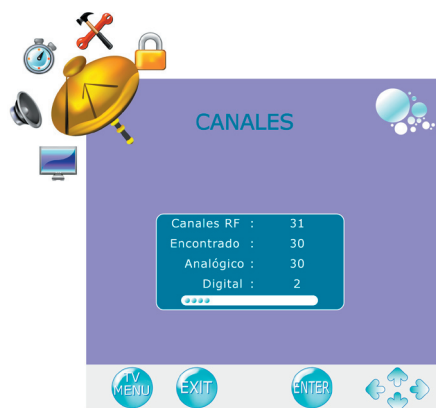 CANALES
Canales RF : 31
Encontrado : 30
Analógico : 30
Digital : 2
TV
MENU
EXIT
ENTER